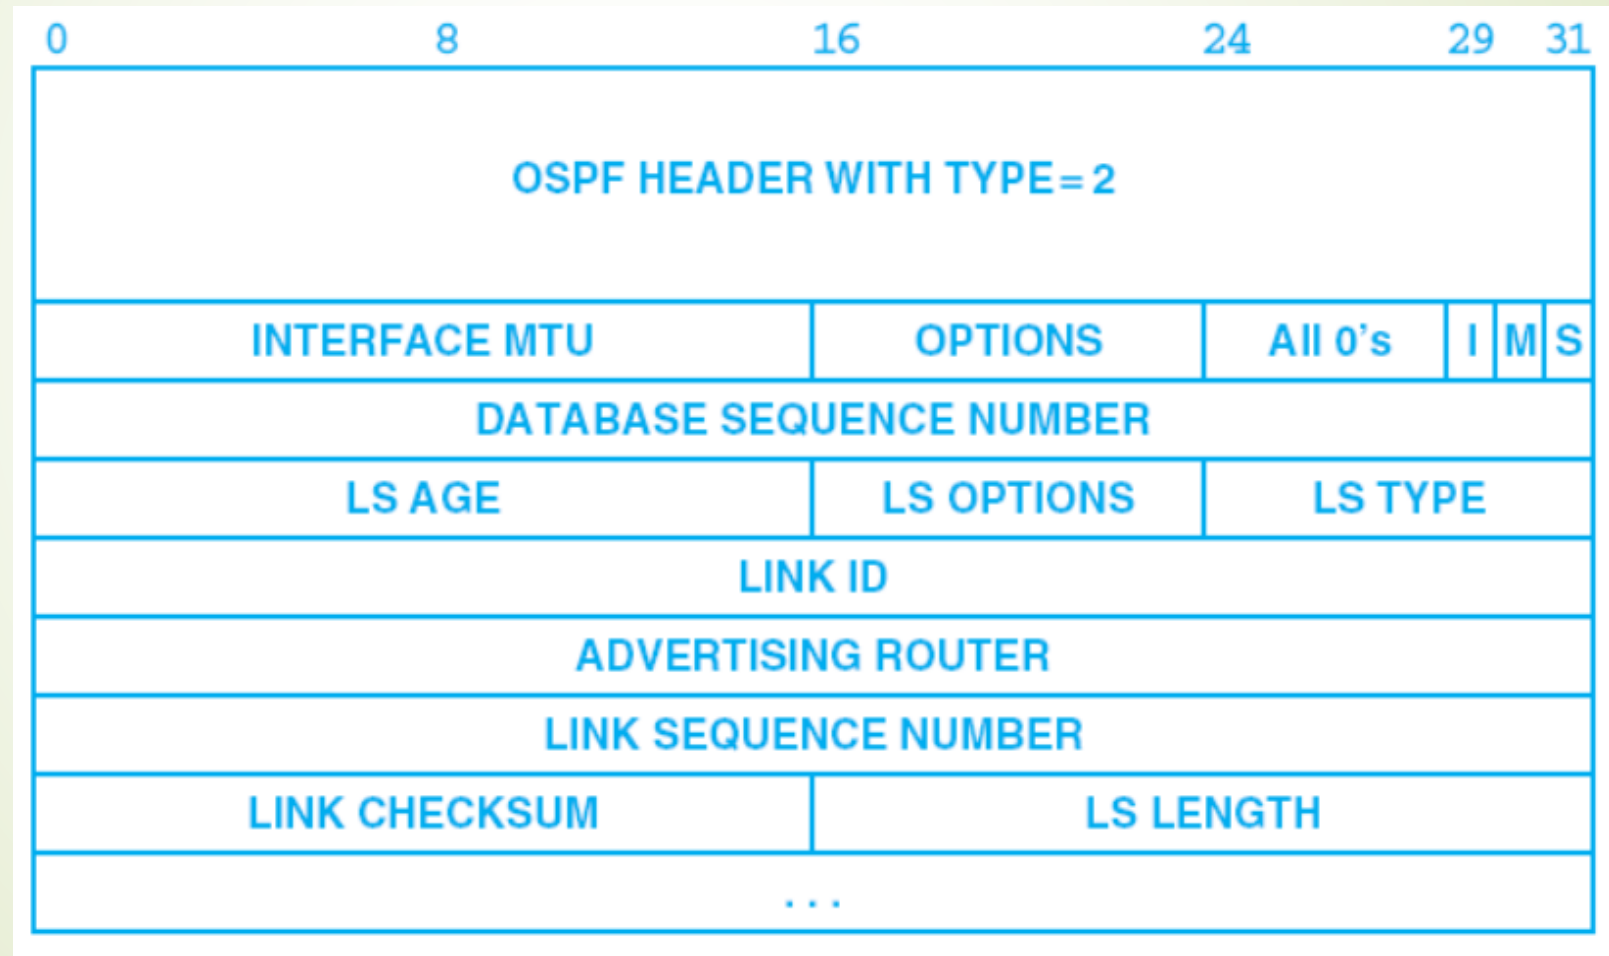 0 8 16 24 29 31
OSPF HEADER WITH TYPE=2
INTERFACE MTU OPTIONS All 0's I M S
DATABASE SEQUENCE NUMBER
LS AGE LS OPTIONS LS TYPE
LINK ID
ADVERTISING ROUTER
LINK SEQUENCE NUMBER
LINK CHECKSUM LS LENGTH
. . .